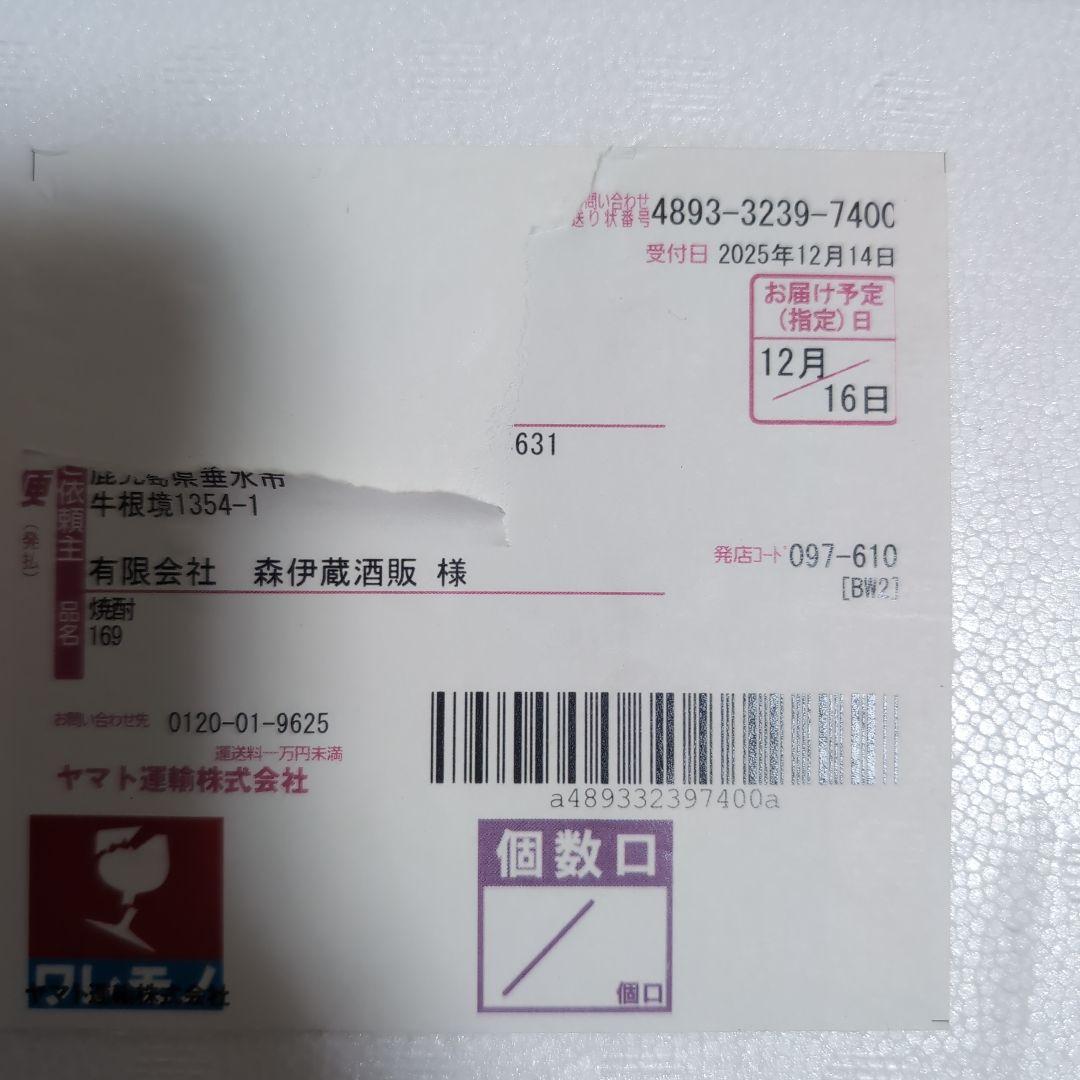 問い合わせ
送り状番号 4893-3239-7400
受付日 2025年12月14日
お届け予定
(指定)日
12月
16日
631
便
(発払)
ご依頼主
鹿児島県垂水市
牛根境1354-1
有限会社 森伊蔵酒販 様
発店コード 097-610
[BW2]
品名
焼酎
169
お問い合わせ先 0120-01-9625
運送料一万円未満
ヤマト運輸株式会社
a489332397400a
個数口
個口
ワレモノ
ヤマト運輸株式会社